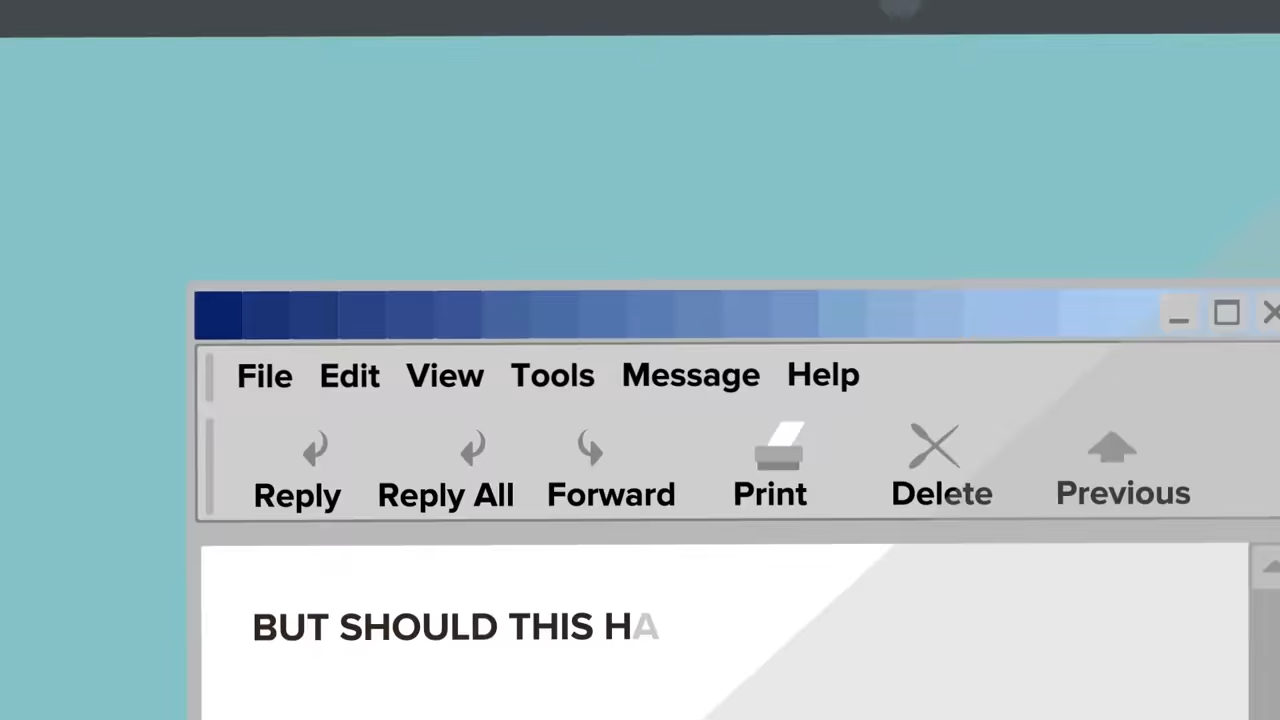 File Edit View Tools Message Help
Reply Reply All Forward Print Delete Previous
BUT SHOULD THIS HA